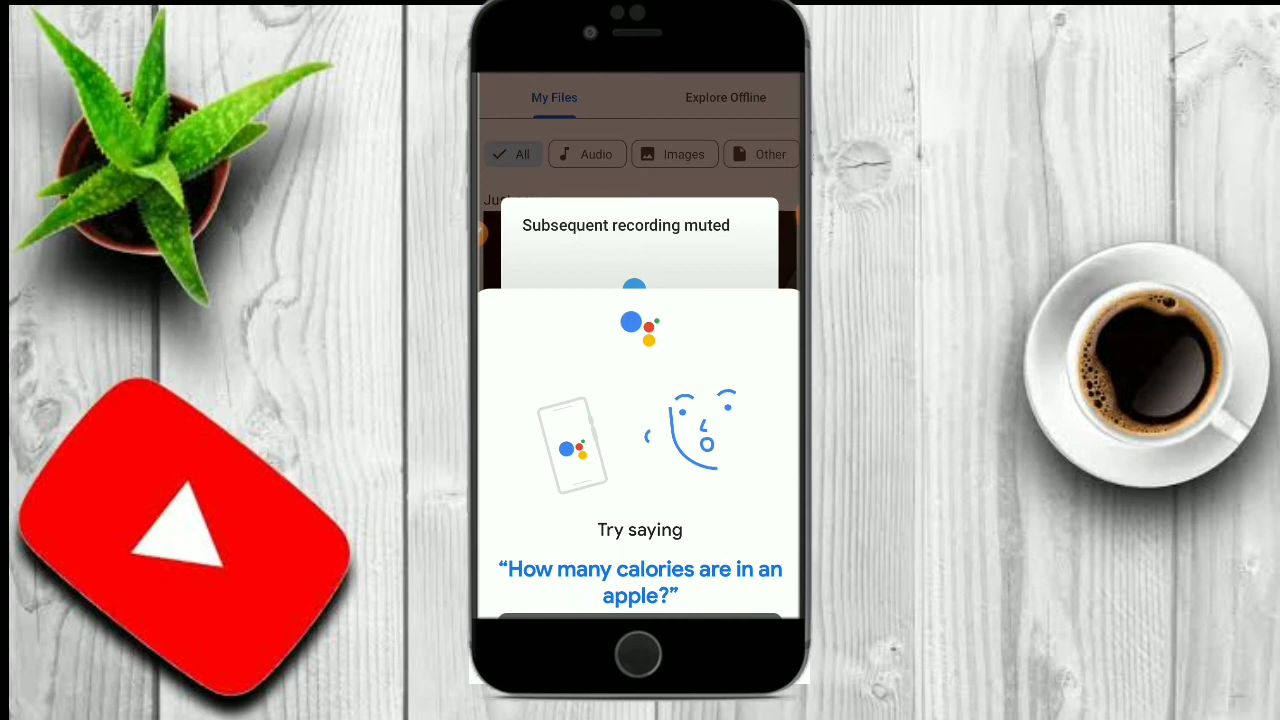 My Files Explore Offline
All Audio Images Other
Subsequent recording muted
Try saying
“How many calories are in an
apple?”